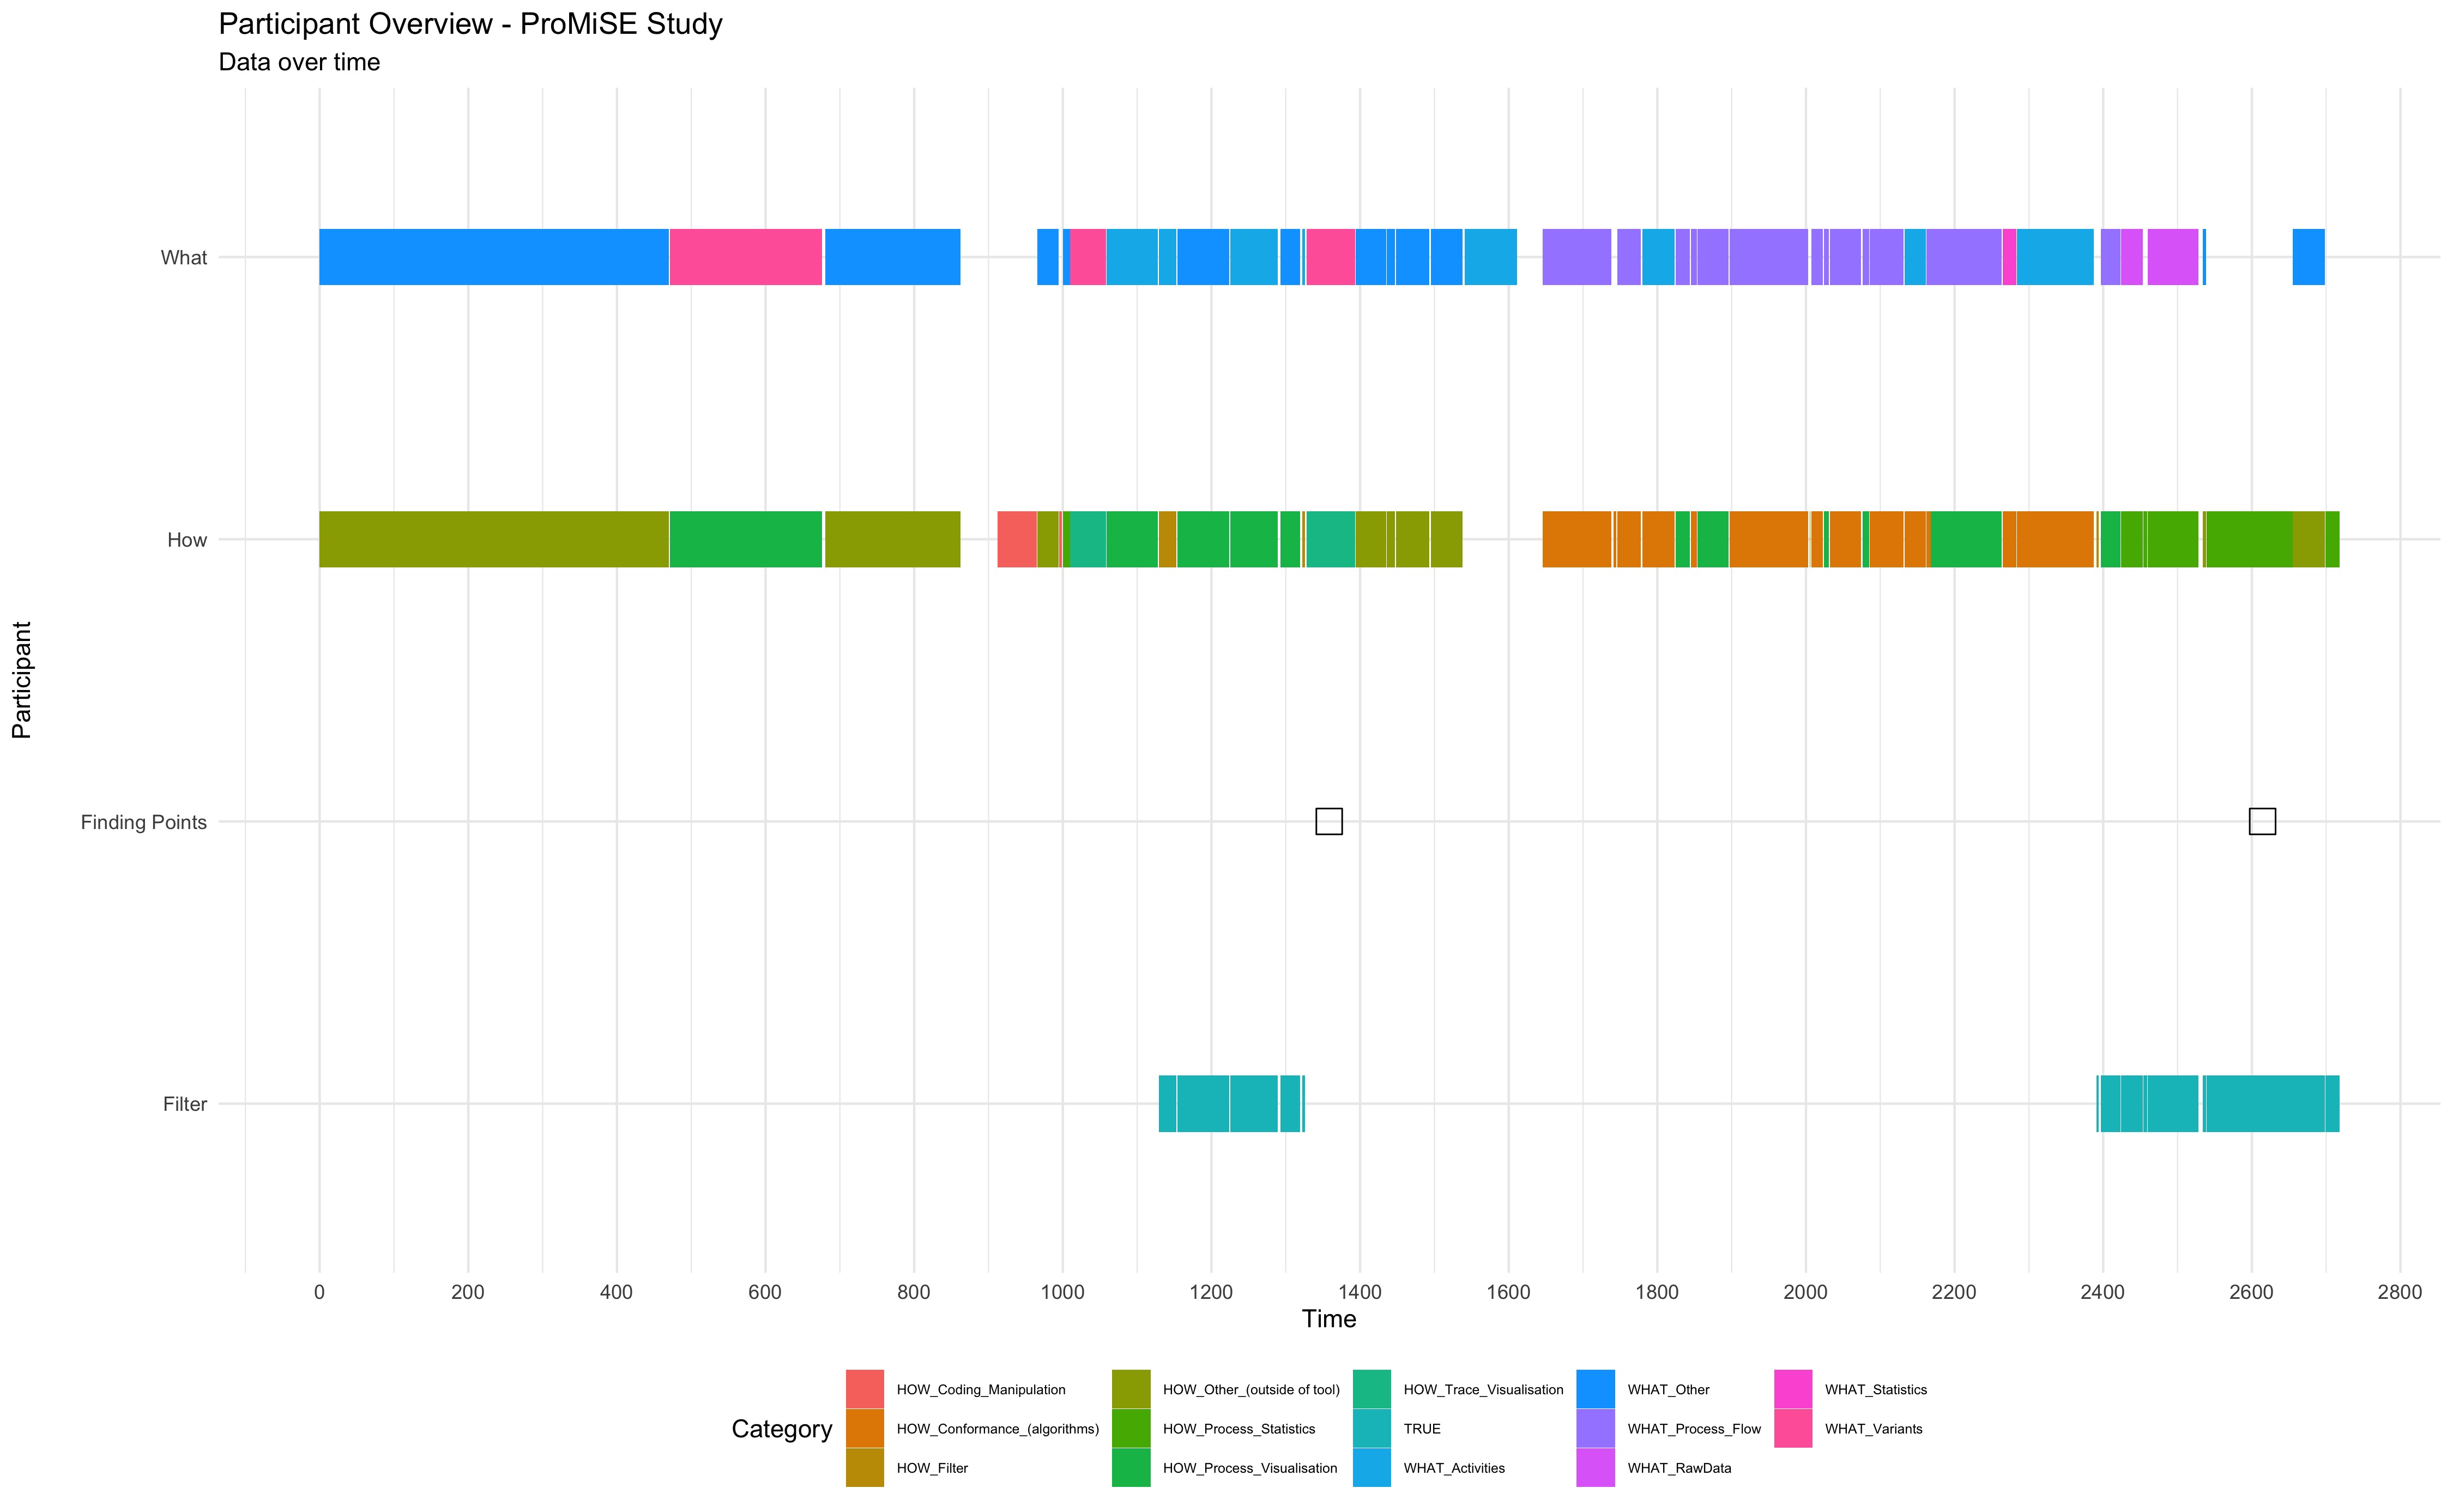 Participant Overview - ProMiSE Study
Data over time
What
How
Finding Points
Filter
Participant
0 200 400 600 800 1000 1200 1400 1600 1800 2000 2200 2400 2600 2800
Time
Category
HOW_Coding_Manipulation
HOW_Conformance_(algorithms)
HOW_Filter
HOW_Other_(outside of tool)
HOW_Process_Statistics
HOW_Process_Visualisation
HOW_Trace_Visualisation
TRUE
WHAT_Activities
WHAT_Other
WHAT_Process_Flow
WHAT_RawData
WHAT_Statistics
WHAT_Variants